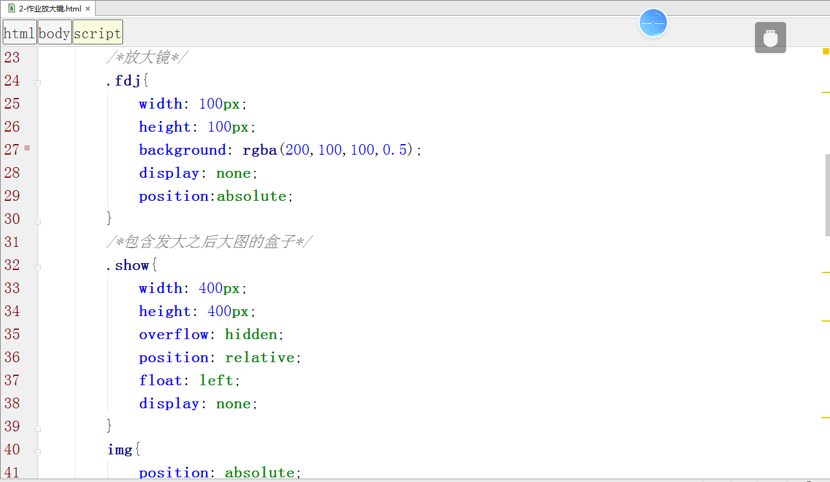 2-作业放大镜.html ×
html body script
23 /*放大镜*/
24 .fdj{
25 width: 100px;
26 height: 100px;
27 background: rgba(200,100,100,0.5);
28 display: none;
29 position:absolute;
30 }
31 /*包含发大之后大图的盒子*/
32 .show{
33 width: 400px;
34 height: 400px;
35 overflow: hidden;
36 position: relative;
37 float: left;
38 display: none;
39 }
40 img{
41 position: absolute;